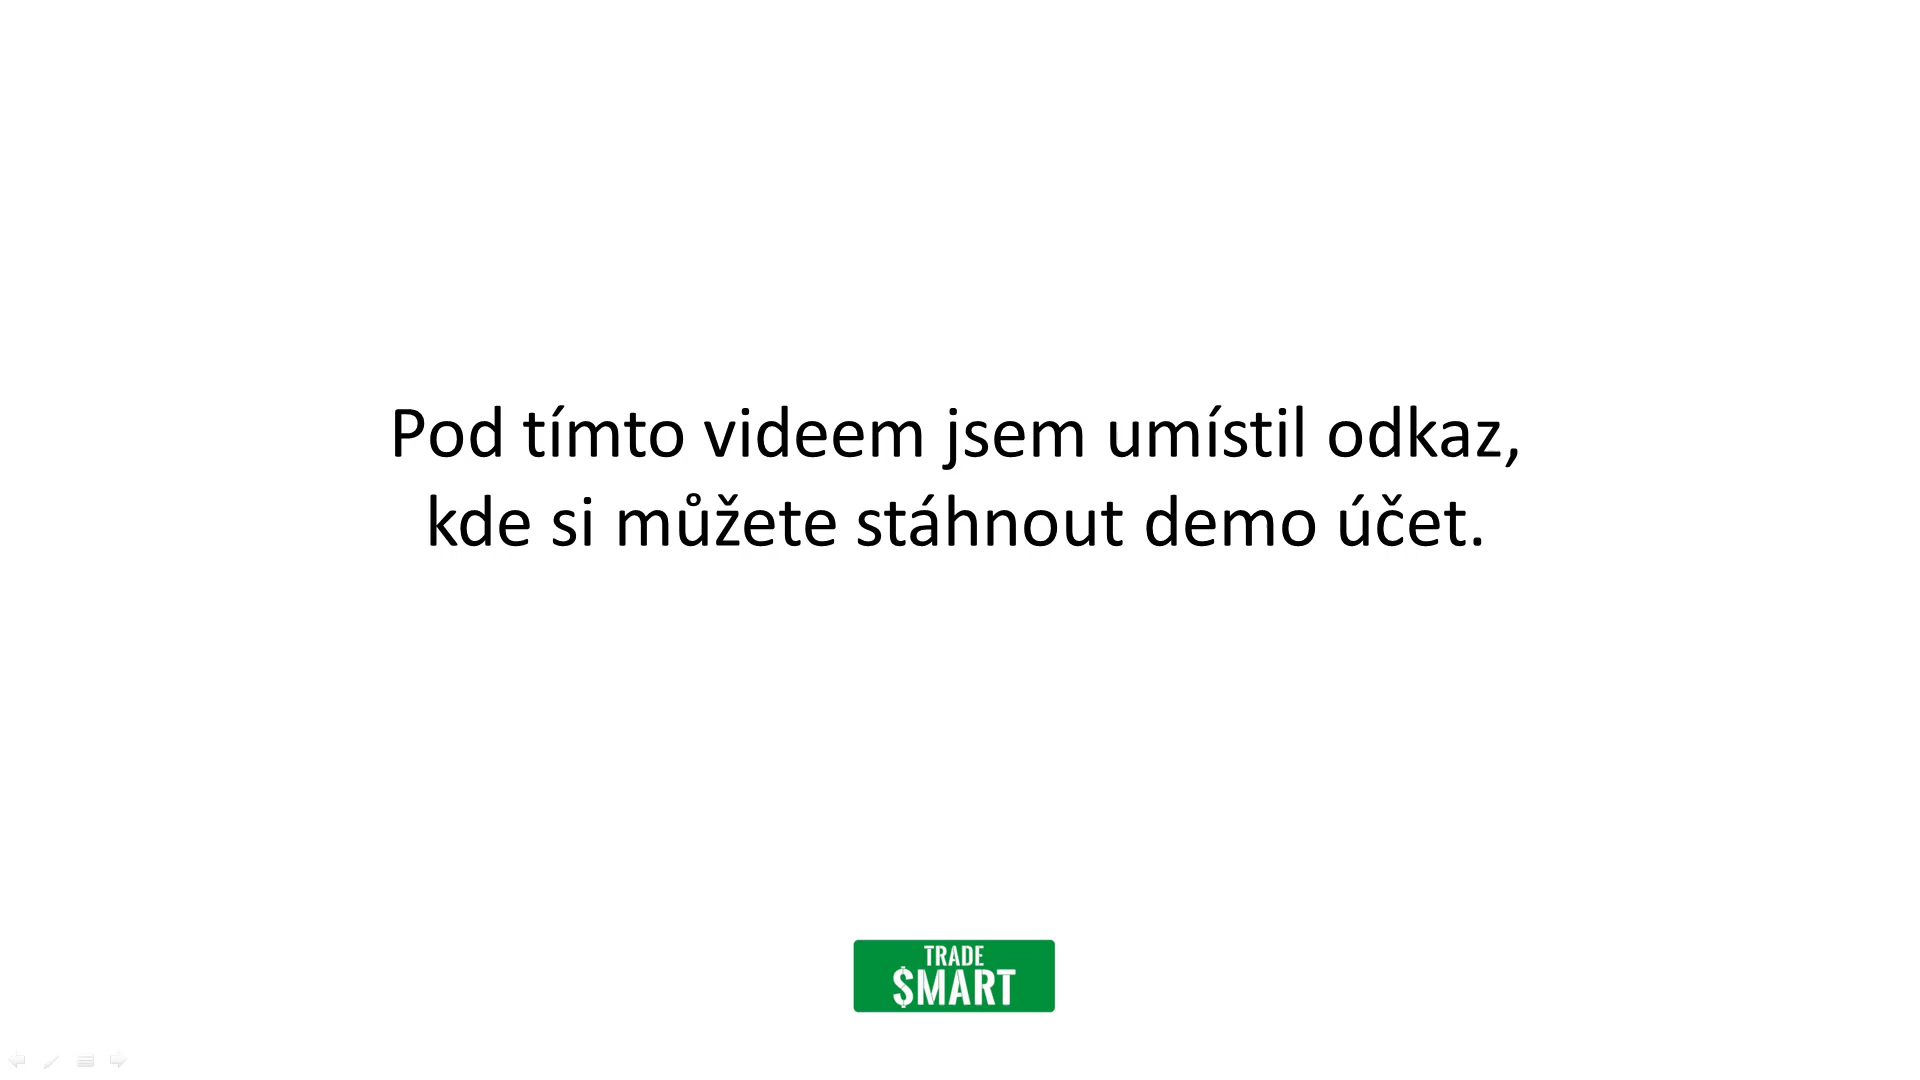 Pod tímto videem jsem umístil odkaz,
kde si můžete stáhnout demo účet.
TRADE
$MART